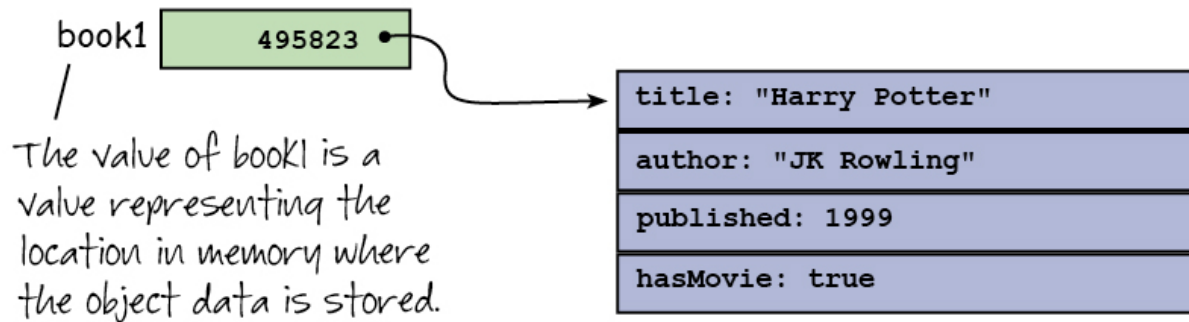 book1
495823
title: "Harry Potter"
author: "JK Rowling"
published: 1999
hasMovie: true
The value of book1 is a
value representing the
location in memory where
the object data is stored.